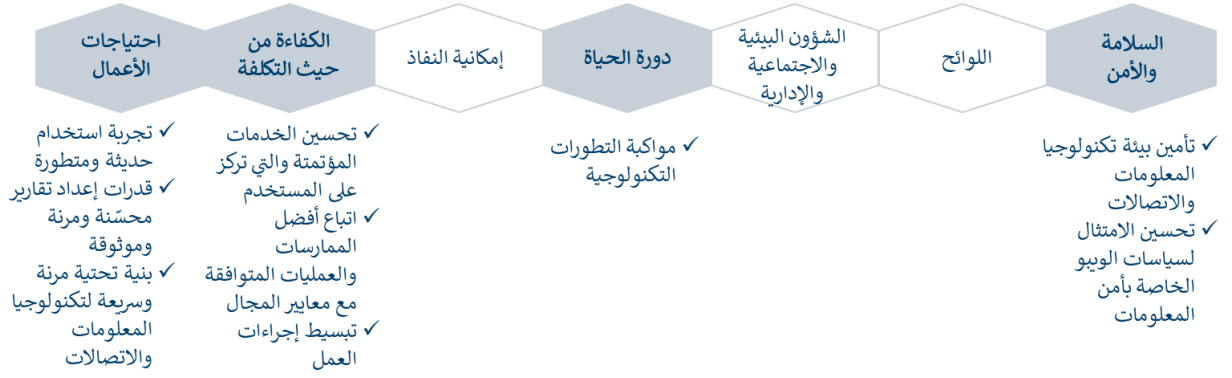 السلامة
والأمن
اللوائح
الشؤون البيئية
والاجتماعية
والإدارية
دورة الحياة
إمكانية النفاذ
الكفاءة من
حيث التكلفة
احتياجات
الأعمال
✓ تأمين بيئة تكنولوجيا
المعلومات
والاتصالات
✓ تحسين الامتثال
لسياسات الويبو
الخاصة بأمن
المعلومات
✓ مواكبة التطورات
التكنولوجية
✓ تحسين الخدمات
المؤتمتة والتي تركز
على المستخدم
✓ اتباع أفضل
الممارسات
والعمليات المتوافقة
مع معايير المجال
✓ تبسيط إجراءات
العمل
✓ تجربة استخدام
حديثة ومتطورة
✓ قدرات إعداد تقارير
محسّنة ومرنة
وموثوقة
✓ بنية تحتية مرنة
وسريعة لتكنولوجيا
المعلومات
والاتصالات